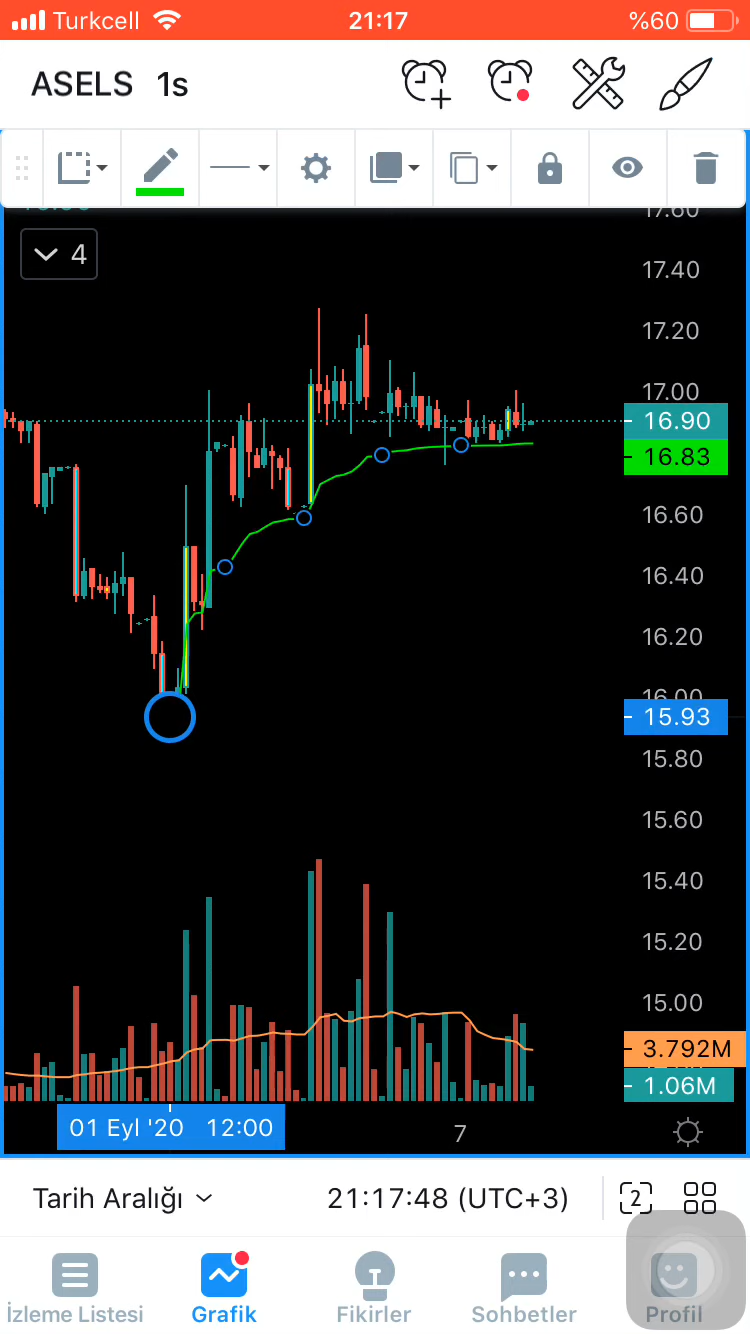 Turkcell 21:17 %60
ASELS 1s
17.60
4
17.40
17.20
17.00
16.90
16.83
16.60
16.40
16.20
16.00
15.93
15.80
15.60
15.40
15.20
15.00
3.792M
1.06M
01 Eyl '20 12:00 7
Tarih Aralığı 21:17:48 (UTC+3) 2
İzleme Listesi Grafik Fikirler Sohbetler Profil